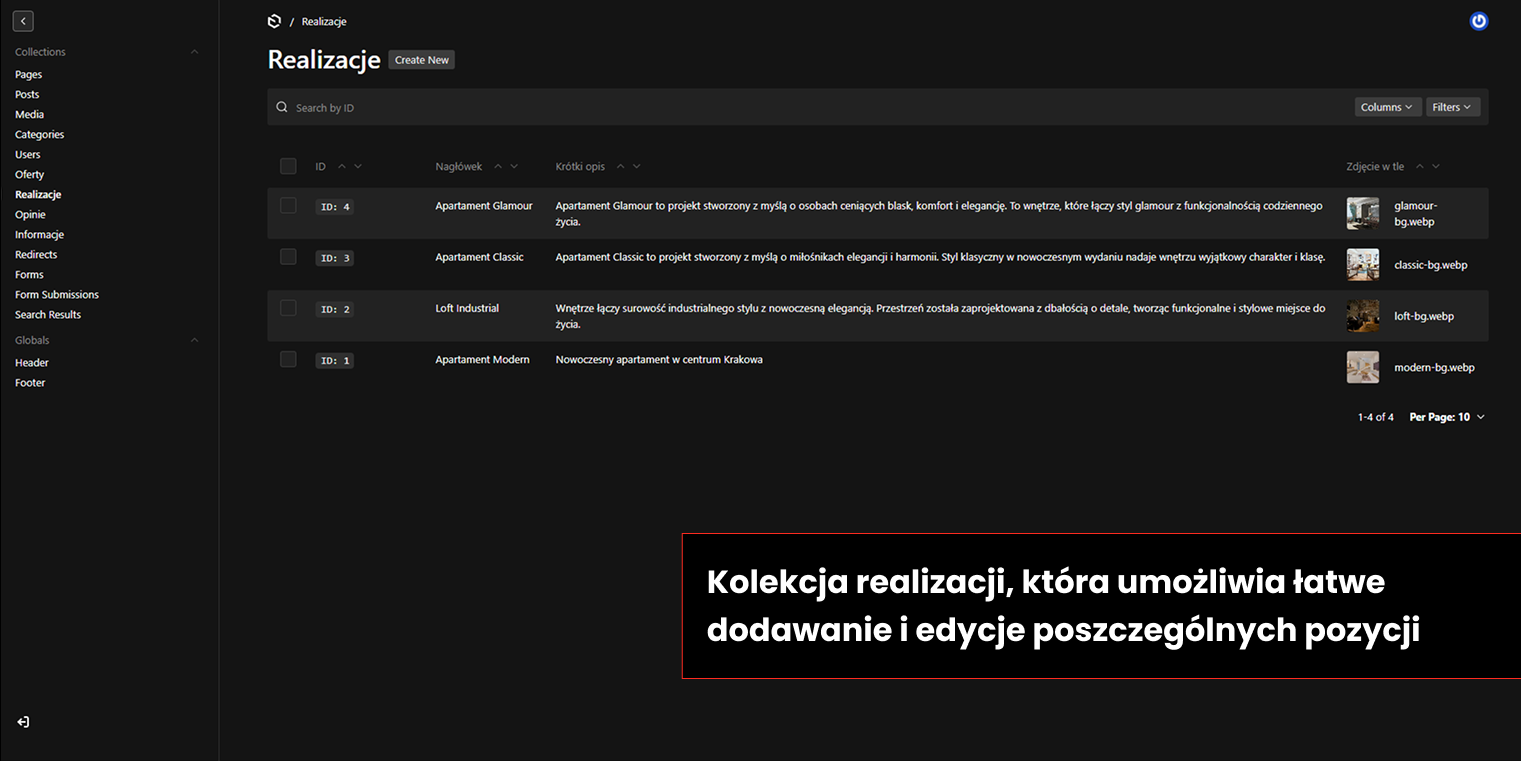 Collections
Pages
Posts
Media
Categories
Users
Oferty
Realizacje
Opinie
Informacje
Redirects
Forms
Form Submissions
Search Results
Globals
Header
Footer
/ Realizacje
Realizacje Create New
Search by ID Columns Filters
ID Nagłówek Krótki opis Zdjęcie w tle
ID: 4 Apartament Glamour Apartament Glamour to projekt stworzony z myślą o osobach ceniących blask, komfort i elegancję. To wnętrze, które łączy styl glamour z funkcjonalnością codziennego glamour-
życia. bg.webp
ID: 3 Apartament Classic Apartament Classic to projekt stworzony z myślą o miłośnikach elegancji i harmonii. Styl klasyczny w nowoczesnym wydaniu nadaje wnętrzu wyjątkowy charakter i klasę. classic-bg.webp
ID: 2 Loft Industrial Wnętrze łączy surowość industrialnego stylu z nowoczesną elegancją. Przestrzeń została zaprojektowana z dbałością o detale, tworząc funkcjonalne i stylowe miejsce do loft-bg.webp
życia.
ID: 1 Apartament Modern Nowoczesny apartament w centrum Krakowa modern-bg.webp
1-4 of 4 Per Page: 10
Kolekcja realizacji, która umożliwia łatwe
dodawanie i edycje poszczególnych pozycji